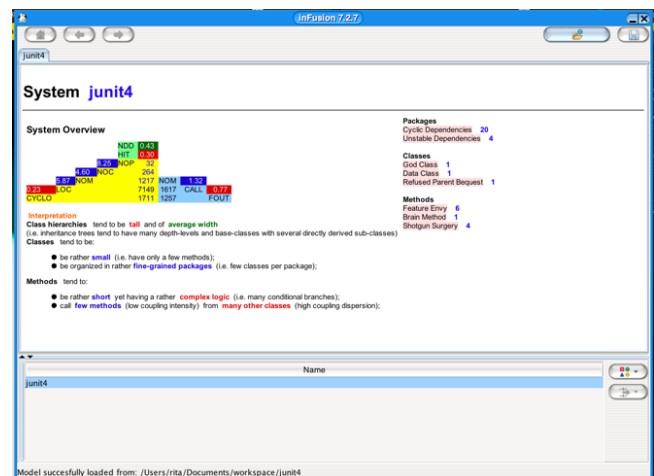 inFusion 7.2.7
junit4
System junit4
System Overview
NDD 0.43
HIT 0.30
8.25 NOP 32
4.60 NOC 264
5.87 NOM 1217 NOM 1.32
0.23 LOC 7149 1617 CALL 0.77
CYCLO 1711 1257 FOUT
Interpretation
Class hierarchies tend to be tall and of average width
(i.e. inheritance trees tend to have many depth-levels and base-classes with several directly derived sub-classes)
Classes tend to be:
● be rather small (i.e. have only a few methods);
● be organized in rather fine-grained packages (i.e. few classes per package);
Methods tend to:
● be rather short yet having a rather complex logic (i.e. many conditional branches);
● call few methods (low coupling intensity) from many other classes (high coupling dispersion);
Packages
Cyclic Dependencies 20
Unstable Dependencies 4
Classes
God Class 1
Data Class 1
Refused Parent Bequest 1
Methods
Feature Envy 6
Brain Method 1
Shotgun Surgery 4
Name
junit4
Model succesfully loaded from: /Users/rita/Documents/workspace/junit4